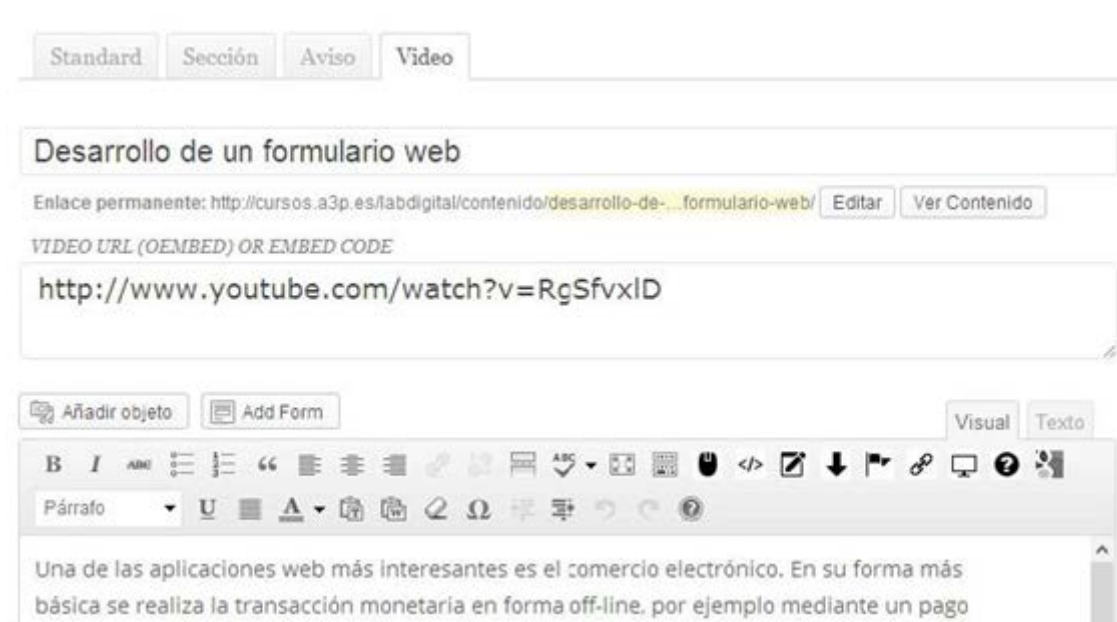 Standard Sección Aviso Video
Desarrollo de un formulario web
Enlace permanente: http://cursos.a3p.es/labdigital/contenido/desarrollo-de-...formulario-web/ Editar Ver Contenido
VIDEO URL (OEMBED) OR EMBED CODE
http://www.youtube.com/watch?v=RgSfvxlD
Añadir objeto Add Form Visual Texto
B I ABC ABC
Párrafo U A Ω
Una de las aplicaciones web más interesantes es el comercio electrónico. En su forma más
básica se realiza la transacción monetaria en forma off-line, por ejemplo mediante un pago